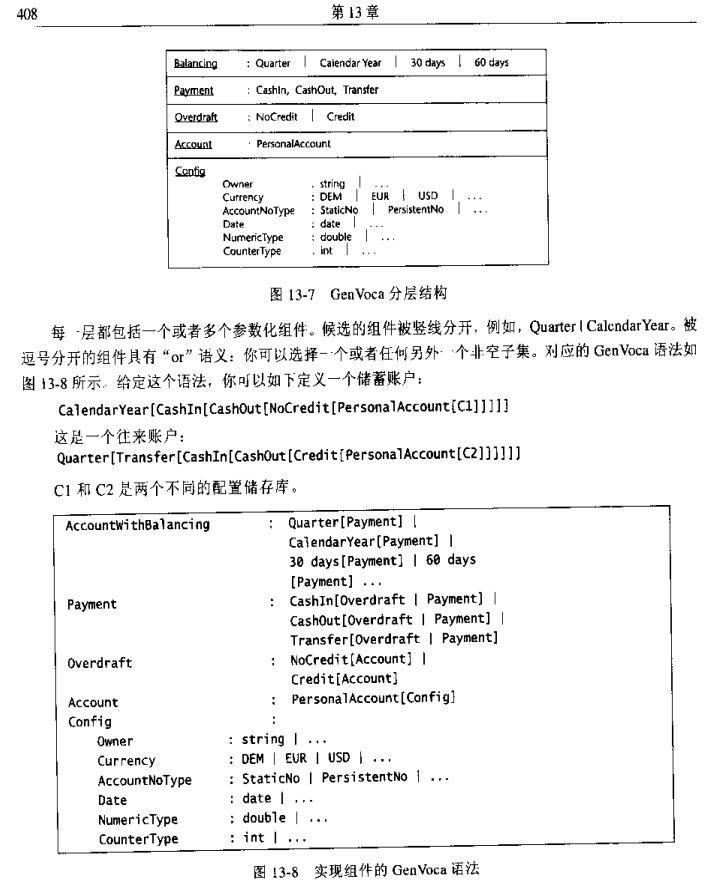 408
第 13 章
Balancing : Quarter | Calendar Year | 30 days | 60 days
Payment : CashIn, CashOut, Transfer
Overdraft : NoCredit | Credit
Account : PersonalAccount
Config
Owner : string | ...
Currency : DEM | EUR | USD | ...
AccountNoType : StaticNo | PersistentNo | ...
Date : date | ...
NumericType : double | ...
CounterType : int | ...
图 13-7 GenVoca 分层结构
每一层都包括一个或者多个参数化组件。候选的组件被竖线分开，例如，Quarter | CalendarYear。被
逗号分开的组件具有“or”语义：你可以选择一个或者任何另外一个非空子集。对应的 GenVoca 语法如
图 13-8 所示。给定这个语法，你可以如下定义一个储蓄账户：
CalendarYear[CashIn[CashOut[NoCredit[PersonalAccount[C1]]]]]
这是一个往来账户：
Quarter[Transfer[CashIn[CashOut[Credit[PersonalAccount[C2]]]]]]
C1 和 C2 是两个不同的配置储存库。
AccountWithBalancing : Quarter[Payment] |
CalendarYear[Payment] |
30 days[Payment] | 60 days
[Payment] ...
Payment : CashIn[Overdraft | Payment] |
CashOut[Overdraft | Payment] |
Transfer[Overdraft | Payment]
Overdraft : NoCredit[Account] |
Credit[Account]
Account : PersonalAccount[Config]
Config :
Owner : string | ...
Currency : DEM | EUR | USD | ...
AccountNoType : StaticNo | PersistentNo | ...
Date : date | ...
NumericType : double | ...
CounterType : int | ...
图 13-8 实现组件的 GenVoca 语法